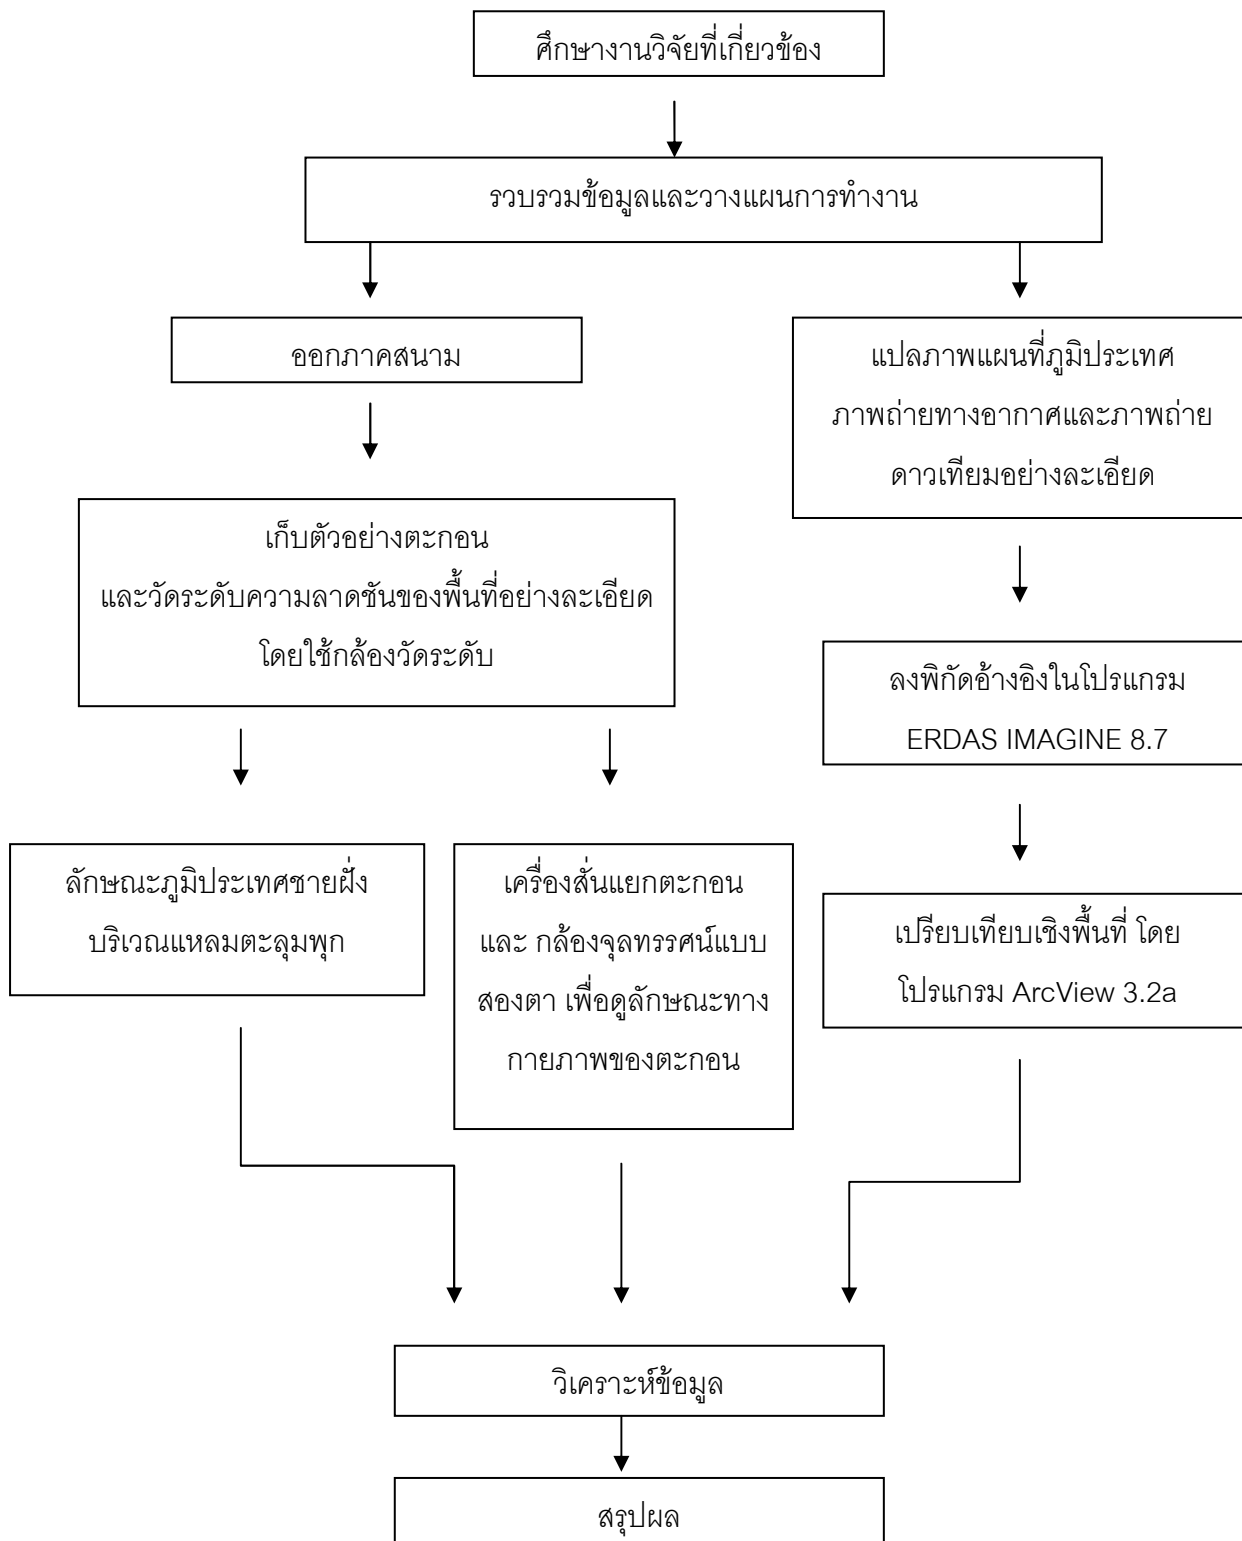 ศึกษางานวิจัยที่เกี่ยวข้อง
รวบรวมข้อมูลและวางแผนการทำงาน
ออกภาคสนาม
แปลภาพแผนที่ภูมิประเทศ
ภาพถ่ายทางอากาศและภาพถ่าย
ดาวเทียมอย่างละเอียด
เก็บตัวอย่างตะกอน
และวัดระดับความลาดชันของพื้นที่อย่างละเอียด
โดยใช้กล้องวัดระดับ
ลงพิกัดอ้างอิงในโปรแกรม
ERDAS IMAGINE 8.7
ลักษณะภูมิประเทศชายฝั่ง
บริเวณแหลมตะลุมพุก
เครื่องสั่นแยกตะกอน
และ กล้องจุลทรรศน์แบบ
สองตา เพื่อดูลักษณะทาง
กายภาพของตะกอน
เปรียบเทียบเชิงพื้นที่ โดย
โปรแกรม ArcView 3.2a
วิเคราะห์ข้อมูล
สรุปผล